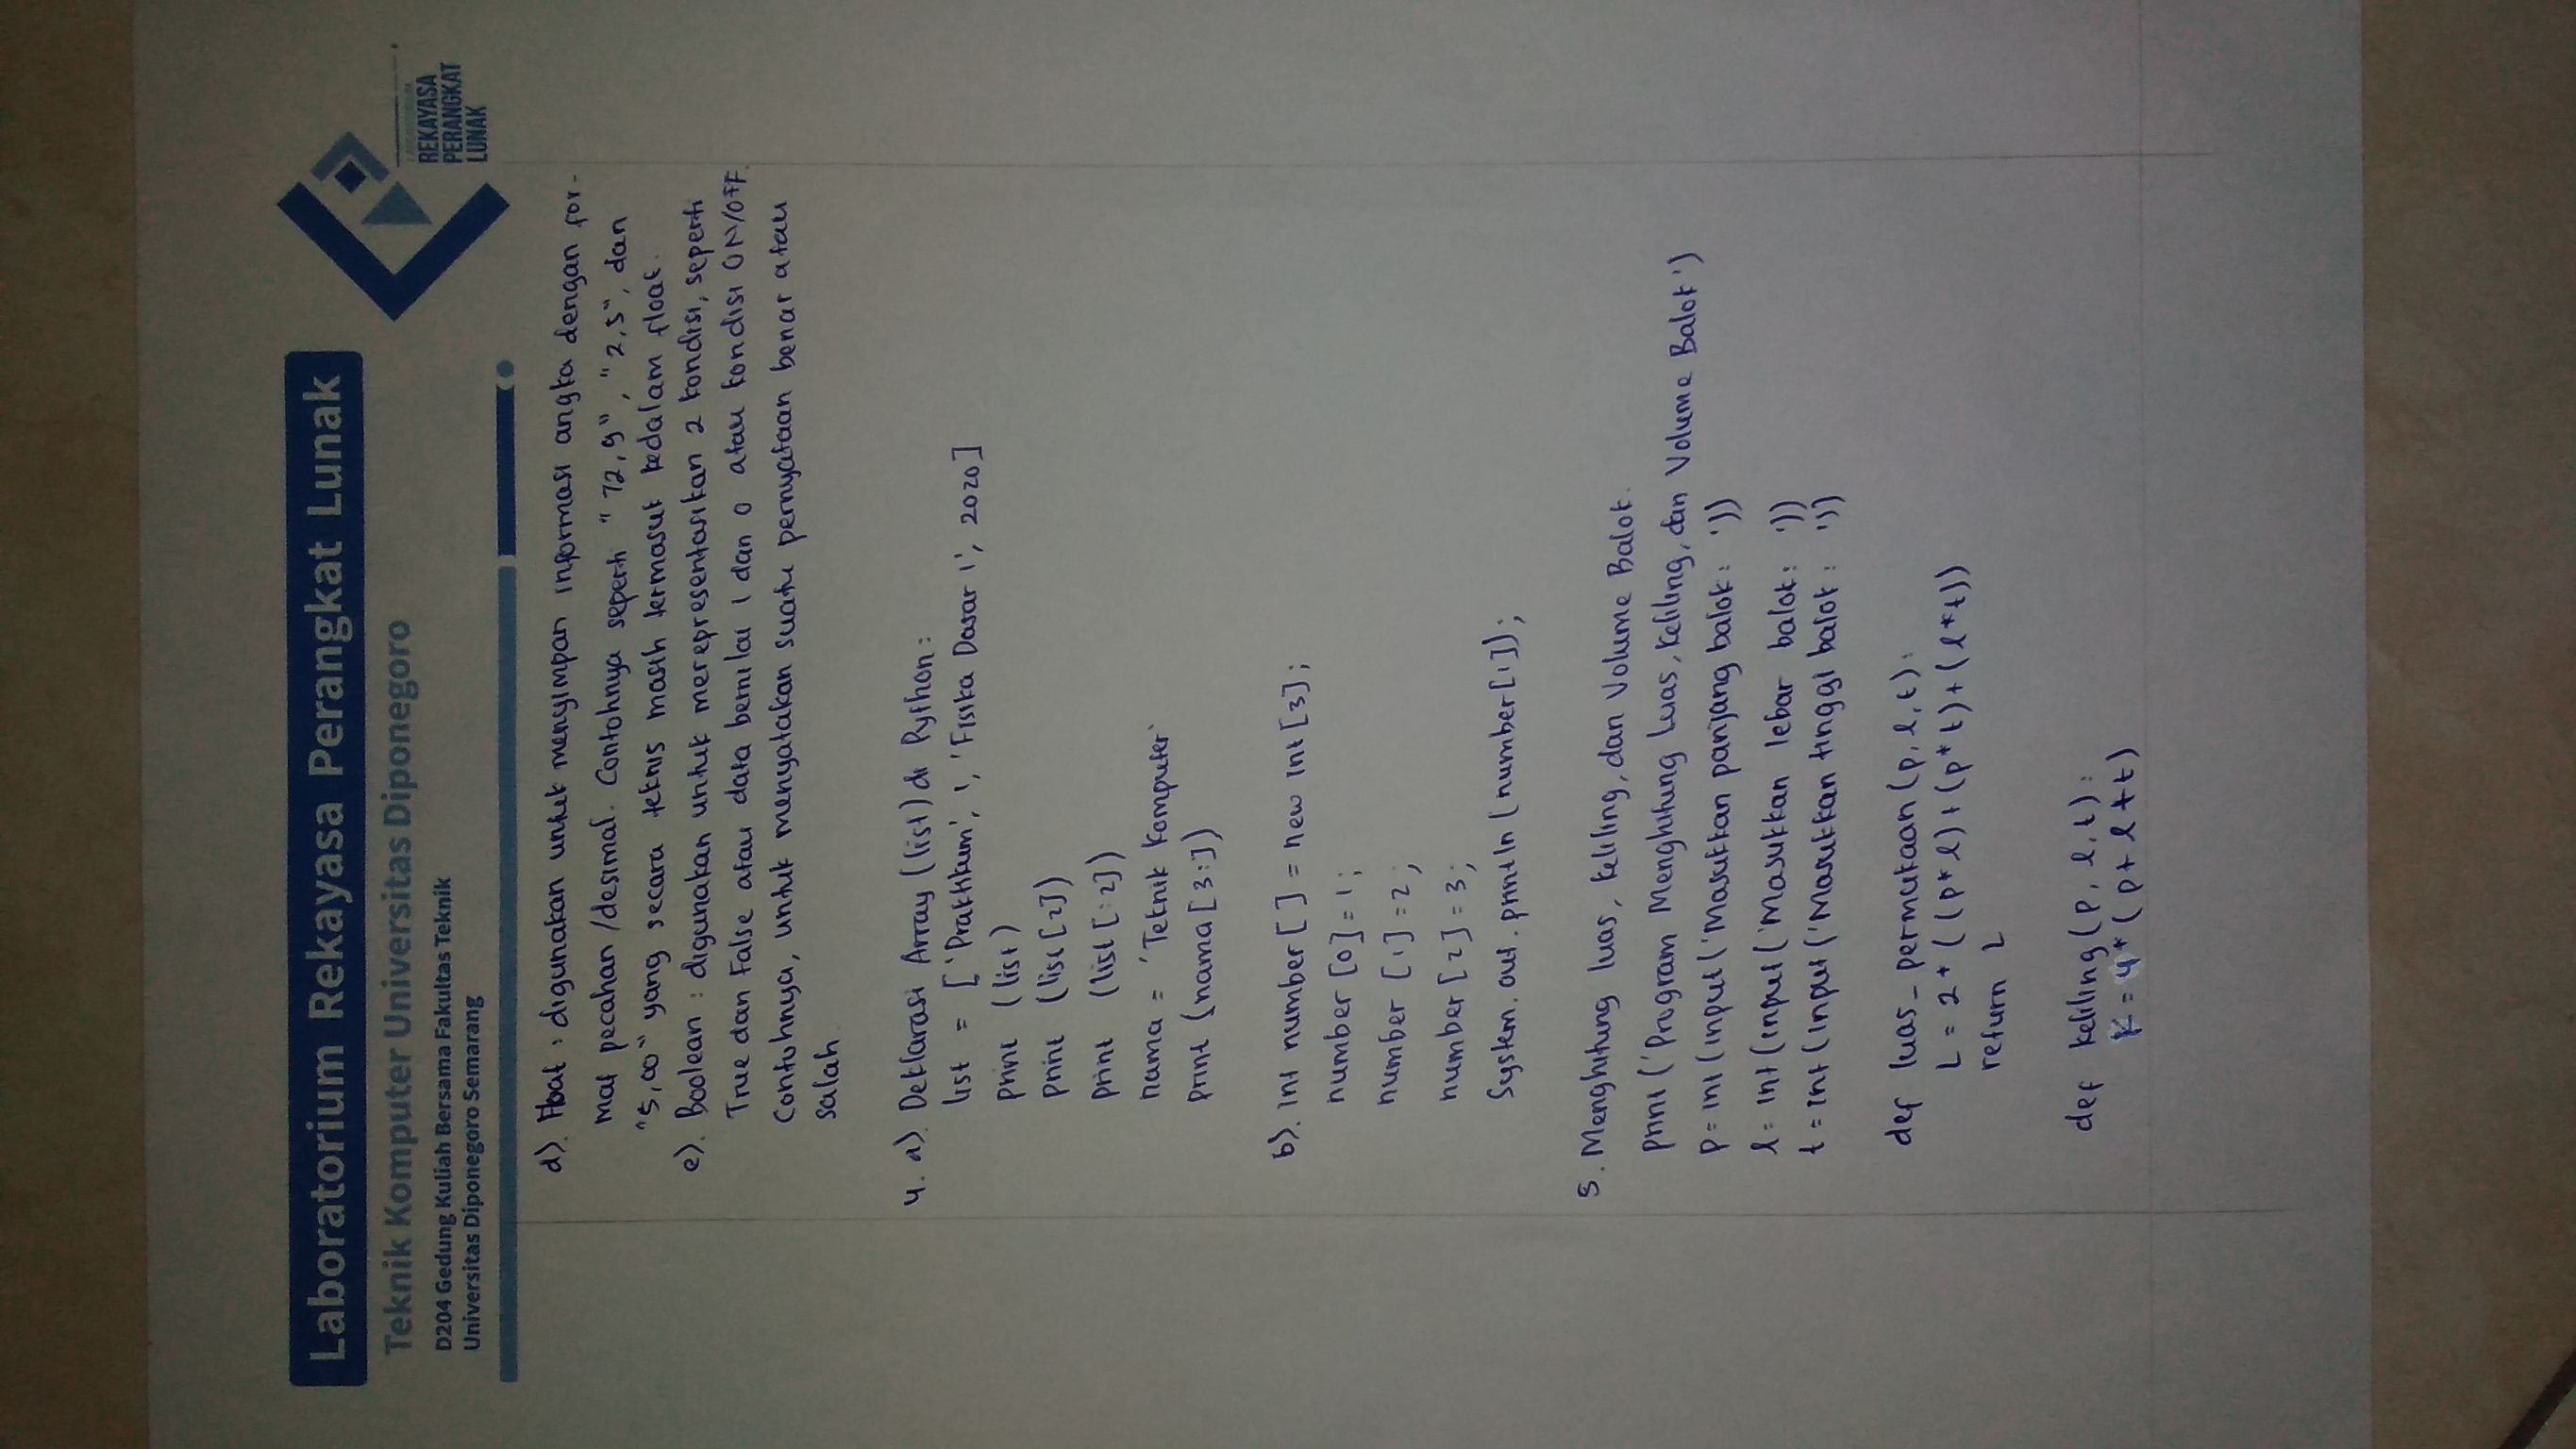 Laboratorium Rekayasa Perangkat Lunak
Teknik Komputer Universitas Diponegoro
D204 Gedung Kuliah Bersama Fakultas Teknik
Universitas Diponegoro Semarang
REKAYASA
PERANGKAT
LUNAK
d). Float : digunakan untuk menyimpan informasi angka dengan for-
mat pecahan /desimal. Contohnya seperti "72,9", "2,5", dan
"5,00" yang secara teknis masih termasuk kedalam float.
e). Boolean : digunakan untuk merepresentasikan 2 kondisi, seperti
True dan False atau data bernilai 1 dan 0 atau kondisi ON/OFF.
Contohnya, untuk menyatakan suatu pernyataan benar atau
salah.
4. a). Deklarasi Array (list) di Python:
list = ['Praktikum', 1, 'Fisika Dasar 1', 2020]
print (list)
print (list[2])
print (list[:2])
nama = 'Teknik Komputer'
print (nama[3:])
b). int number[] = new int[3];
number [0] = 1;
number [1] = 2;
number [2] = 3;
System.out.println (number[1]);
5. Menghitung luas, keliling, dan Volume Balok.
print ('Program Menghitung Luas, Keliling, dan Volume Balok')
p = int (input ('Masukkan panjang balok: '))
l = int (input ('Masukkan lebar balok: '))
t = int (input ('Masukkan tinggi balok: '))
def luas_permukaan (p, l, t):
L = 2 * ((p*l) + (p*t) + (l*t))
return L
def keliling (p, l, t):
K = 4* (p + l + t)